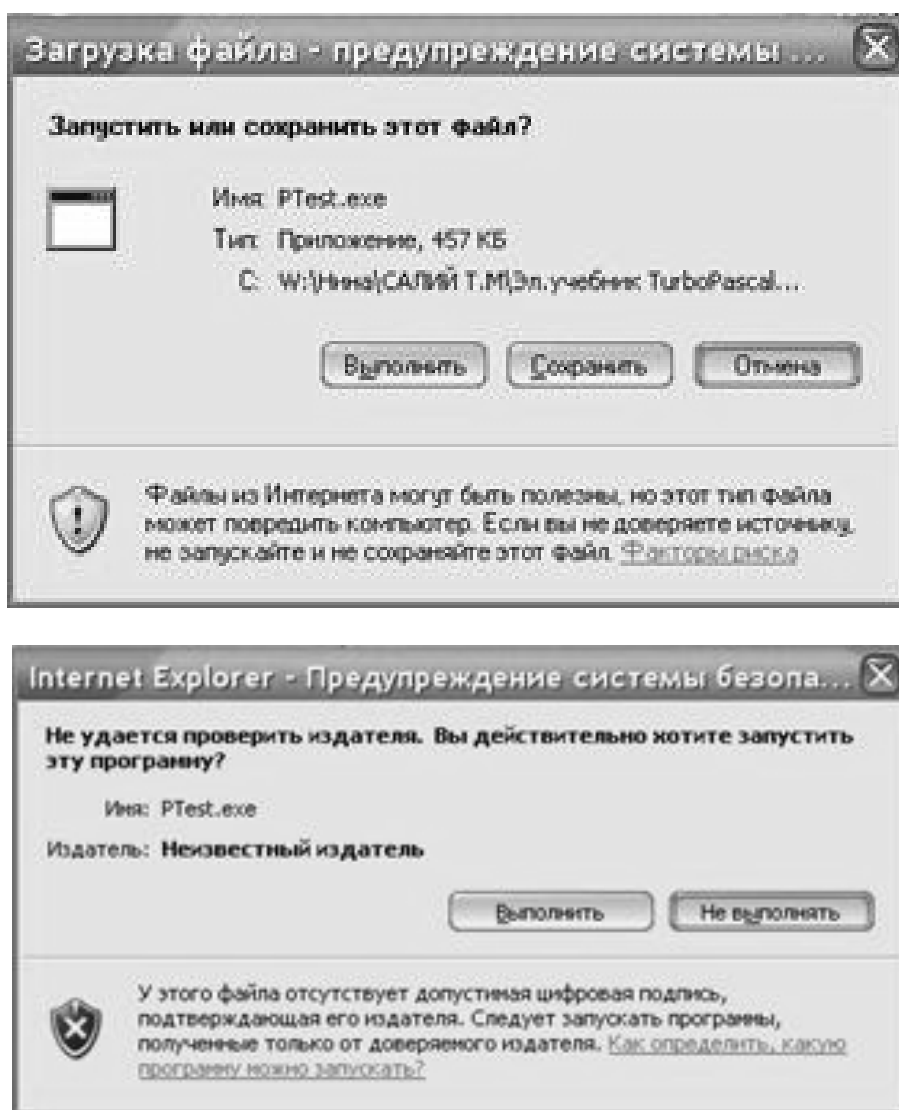 Загрузка файла - предупреждение системы ...
Запустить или сохранить этот файл?
Имя: PTest.exe
Тип: Приложение, 457 КБ
С: W:\Нина\САЛИЙ Т.М\Эл.учебник TurboPascal...
Выполнить Сохранить Отмена
Файлы из Интернета могут быть полезны, но этот тип файла
может повредить компьютер. Если вы не доверяете источнику,
не запускайте и не сохраняйте этот файл. Факторы риска
Internet Explorer - Предупреждение системы безопа...
Не удается проверить издателя. Вы действительно хотите запустить
эту программу?
Имя: PTest.exe
Издатель: Неизвестный издатель
Выполнить Не выполнять
У этого файла отсутствует допустимая цифровая подпись,
подтверждающая его издателя. Следует запускать программы,
полученные только от доверяемого издателя. Как определить, какую
программу можно запускать?